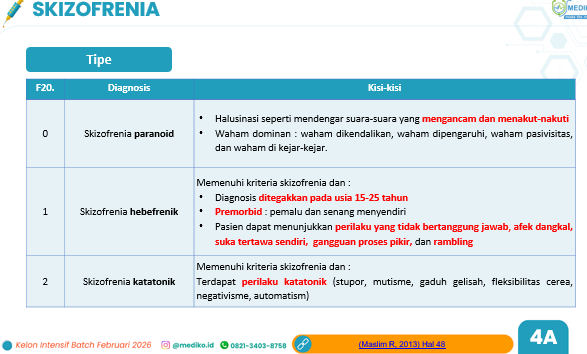 SKIZOFRENIA
MEDI
Tipe
F20.
Diagnosis
Kisi-kisi
0
Skizofrenia paranoid
• Halusinasi seperti mendengar suara-suara yang mengancam dan menakut-nakuti
• Waham dominan : waham dikendalikan, waham dipengaruhi, waham pasivisitas,
dan waham di kejar-kejar.
1
Skizofrenia hebefrenik
Memenuhi kriteria skizofrenia dan :
• Diagnosis ditegakkan pada usia 15-25 tahun
• Premorbid : pemalu dan senang menyendiri
• Pasien dapat menunjukkan perilaku yang tidak bertanggung jawab, afek dangkal,
suka tertawa sendiri, gangguan proses pikir, dan rambling
2
Skizofrenia katatonik
Memenuhi kriteria skizofrenia dan :
Terdapat perilaku katatonik (stupor, mutisme, gaduh gelisah, fleksibilitas cerea,
negativisme, automatism)
Kelon Intensif Batch Februari 2026
@mediko.id
0821-3403-8758
(Maslim R, 2013) Hal 48
4A